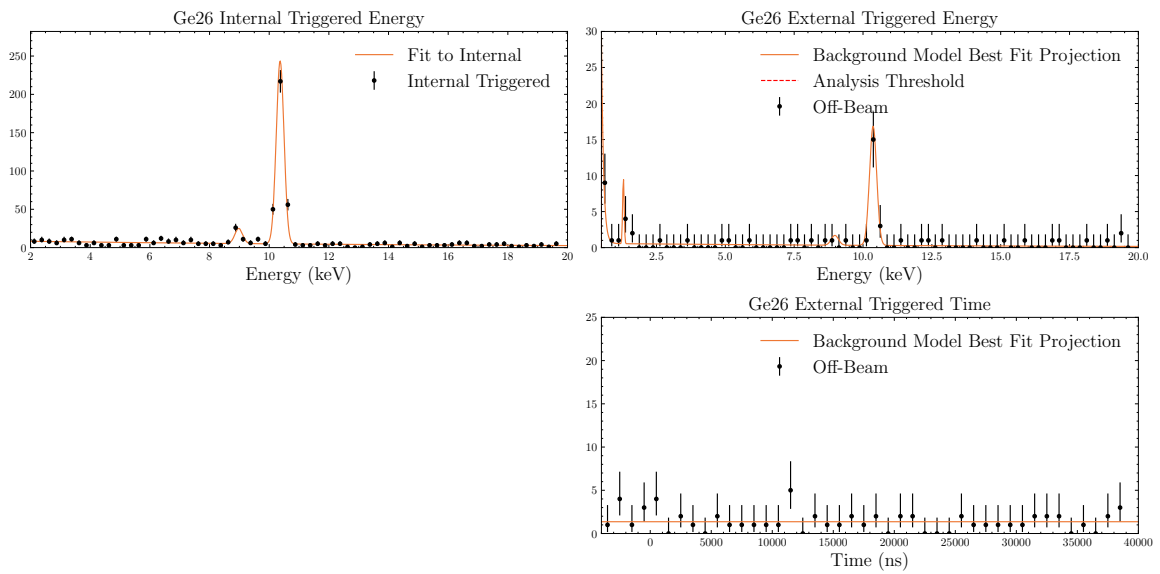 Ge26 Internal Triggered Energy
250
200
150
100
50
0
2 4 6 8 10 12 14 16 18 20
Energy (keV)
Fit to Internal
Internal Triggered
Ge26 External Triggered Energy
30
25
20
15
10
5
0
2.5 5.0 7.5 10.0 12.5 15.0 17.5 20.0
Energy (keV)
Background Model Best Fit Projection
Analysis Threshold
Off-Beam
Ge26 External Triggered Time
25
20
15
10
5
0
0 5000 10000 15000 20000 25000 30000 35000 40000
Time (ns)
Background Model Best Fit Projection
Off-Beam